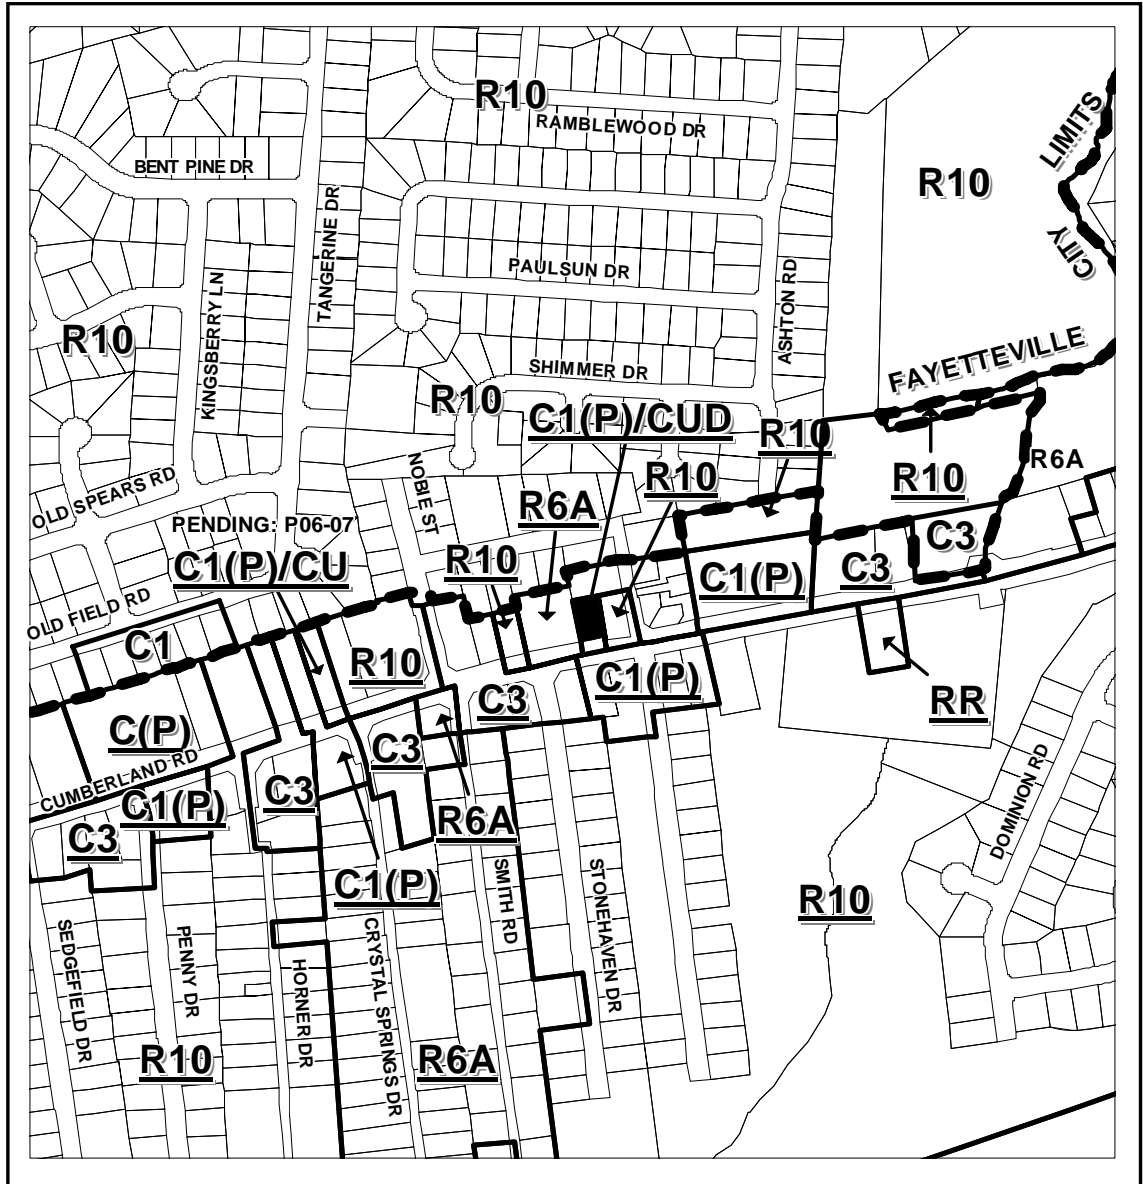 R10
RAMBLEWOOD DR
LIMITS
BENT PINE DR
R10
TANGERINE DR
CITY
PAULSUN DR
ASHTON RD
KINGSBERRY LN
R10
SHIMMER DR
FAYETTEVILLE
R10
C1(P)/CUD
R10
R6A
NOBIE ST
R10
R10
OLD SPEARS RD
R6A
PENDING: P06-07
C3
R10
C1(P)/CU
C3
C1(P)
OLD FIELD RD
C1
R10
C1(P)
C3
RR
C(P)
C3
CUMBERLAND RD
C3
C1(P)
R6A
C3
DOMINION RD
C1(P)
SMITH RD
STONEHAVEN DR
R10
SEDGEFIELD DR
PENNY DR
HORNER DR
CRYSTAL SPRINGS DR
R10
R6A